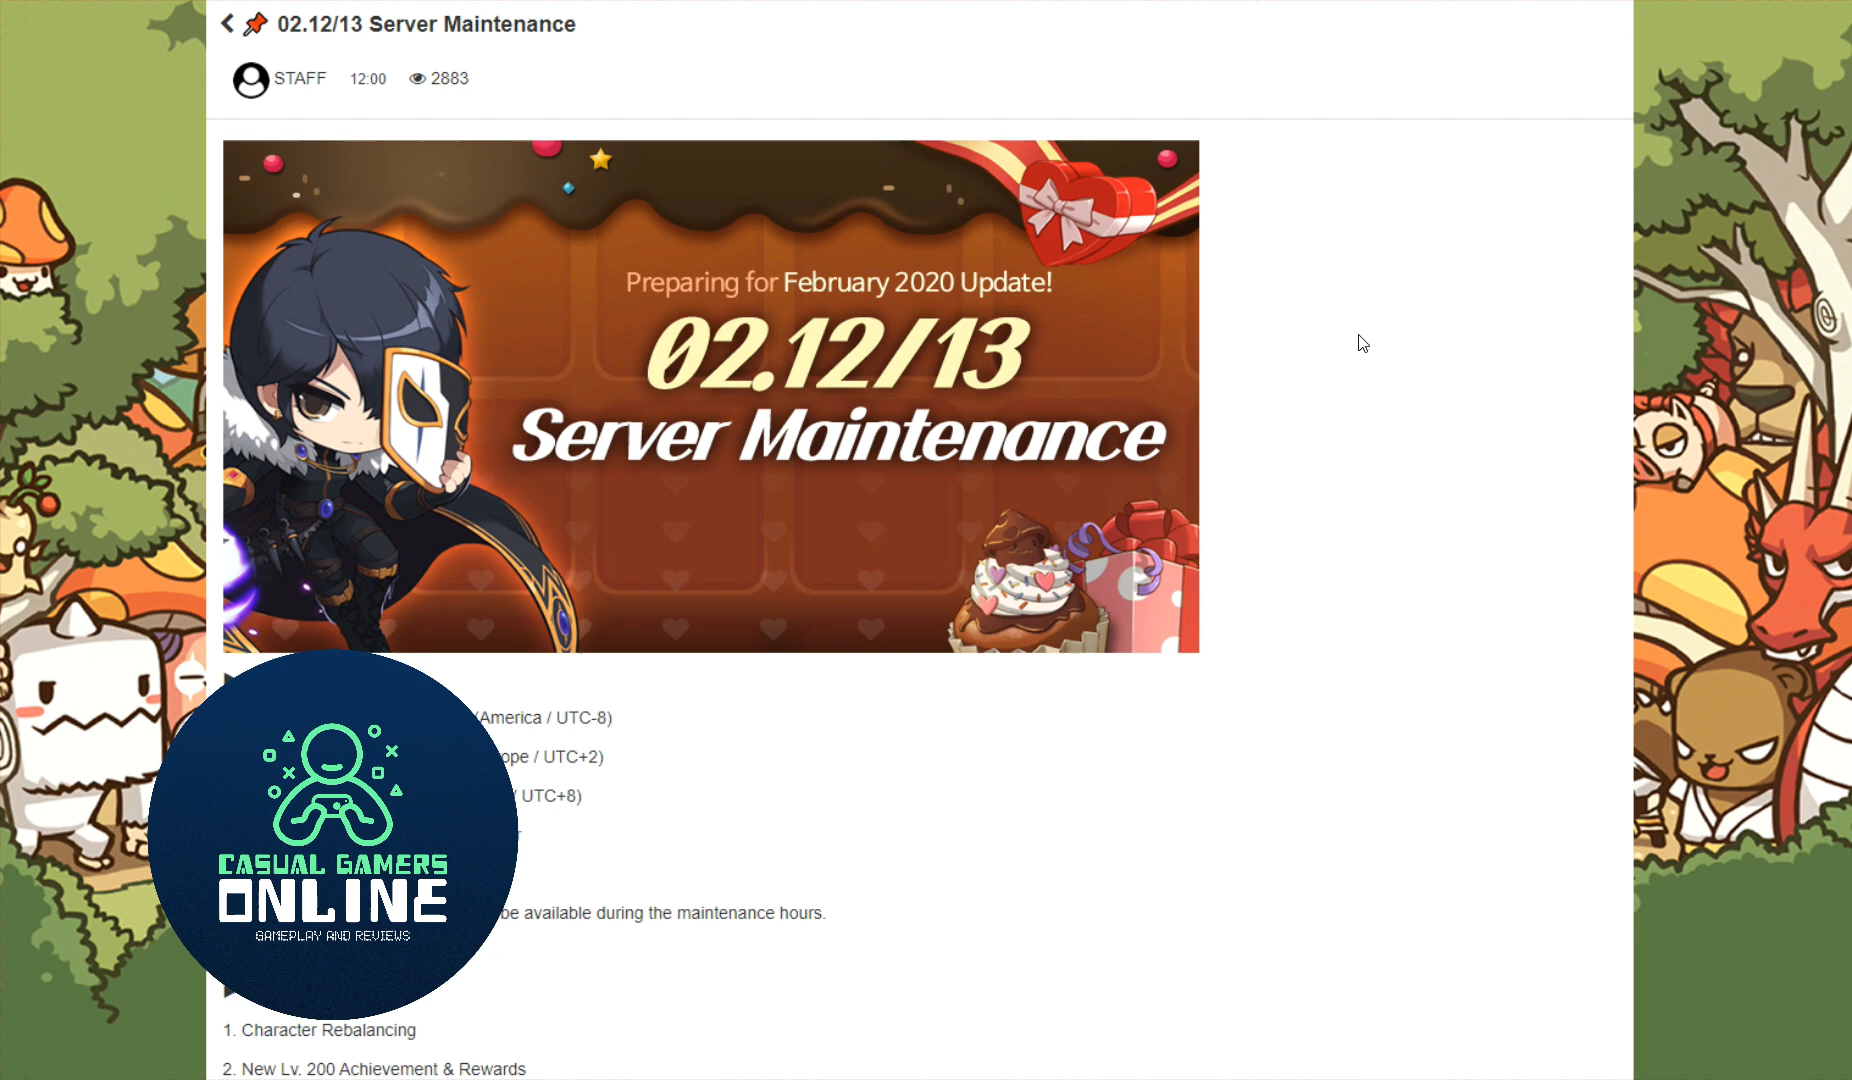 02.12/13 Server Maintenance
STAFF 12:00 2883
Preparing for February 2020 Update!
02.12/13
Server Maintenance
(America / UTC-8)
/ UTC+2)
/ UTC+8)
CASUAL GAMERS
ONLINE
GAMEPLAY AND REVIEWS
be available during the maintenance hours.
1. Character Rebalancing
2. New Lv. 200 Achievement & Rewards